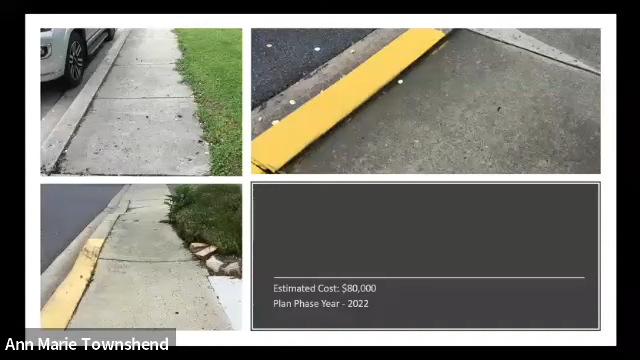 Estimated Cost: $80,000
Plan Phase Year - 2022
Ann Marie Townshend